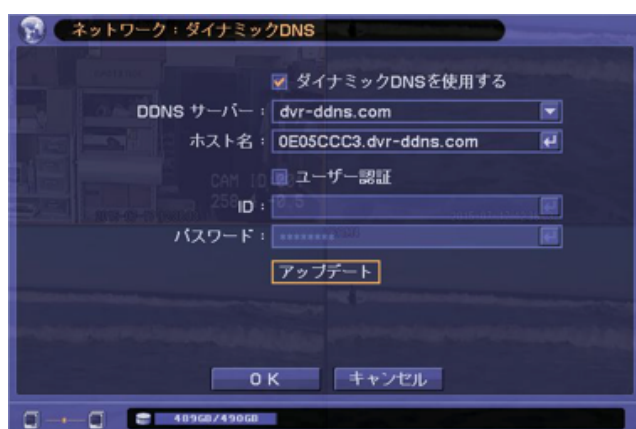 ネットワーク：ダイナミックDNS
ダイナミックDNSを使用する
DDNS サーバー： dvr-ddns.com
ホスト名： 0E05CCC3.dvr-ddns.com
ユーザー認証
CAM ID
ID：
パスワード： ********
アップデート
OK キャンセル
489GB/490GB